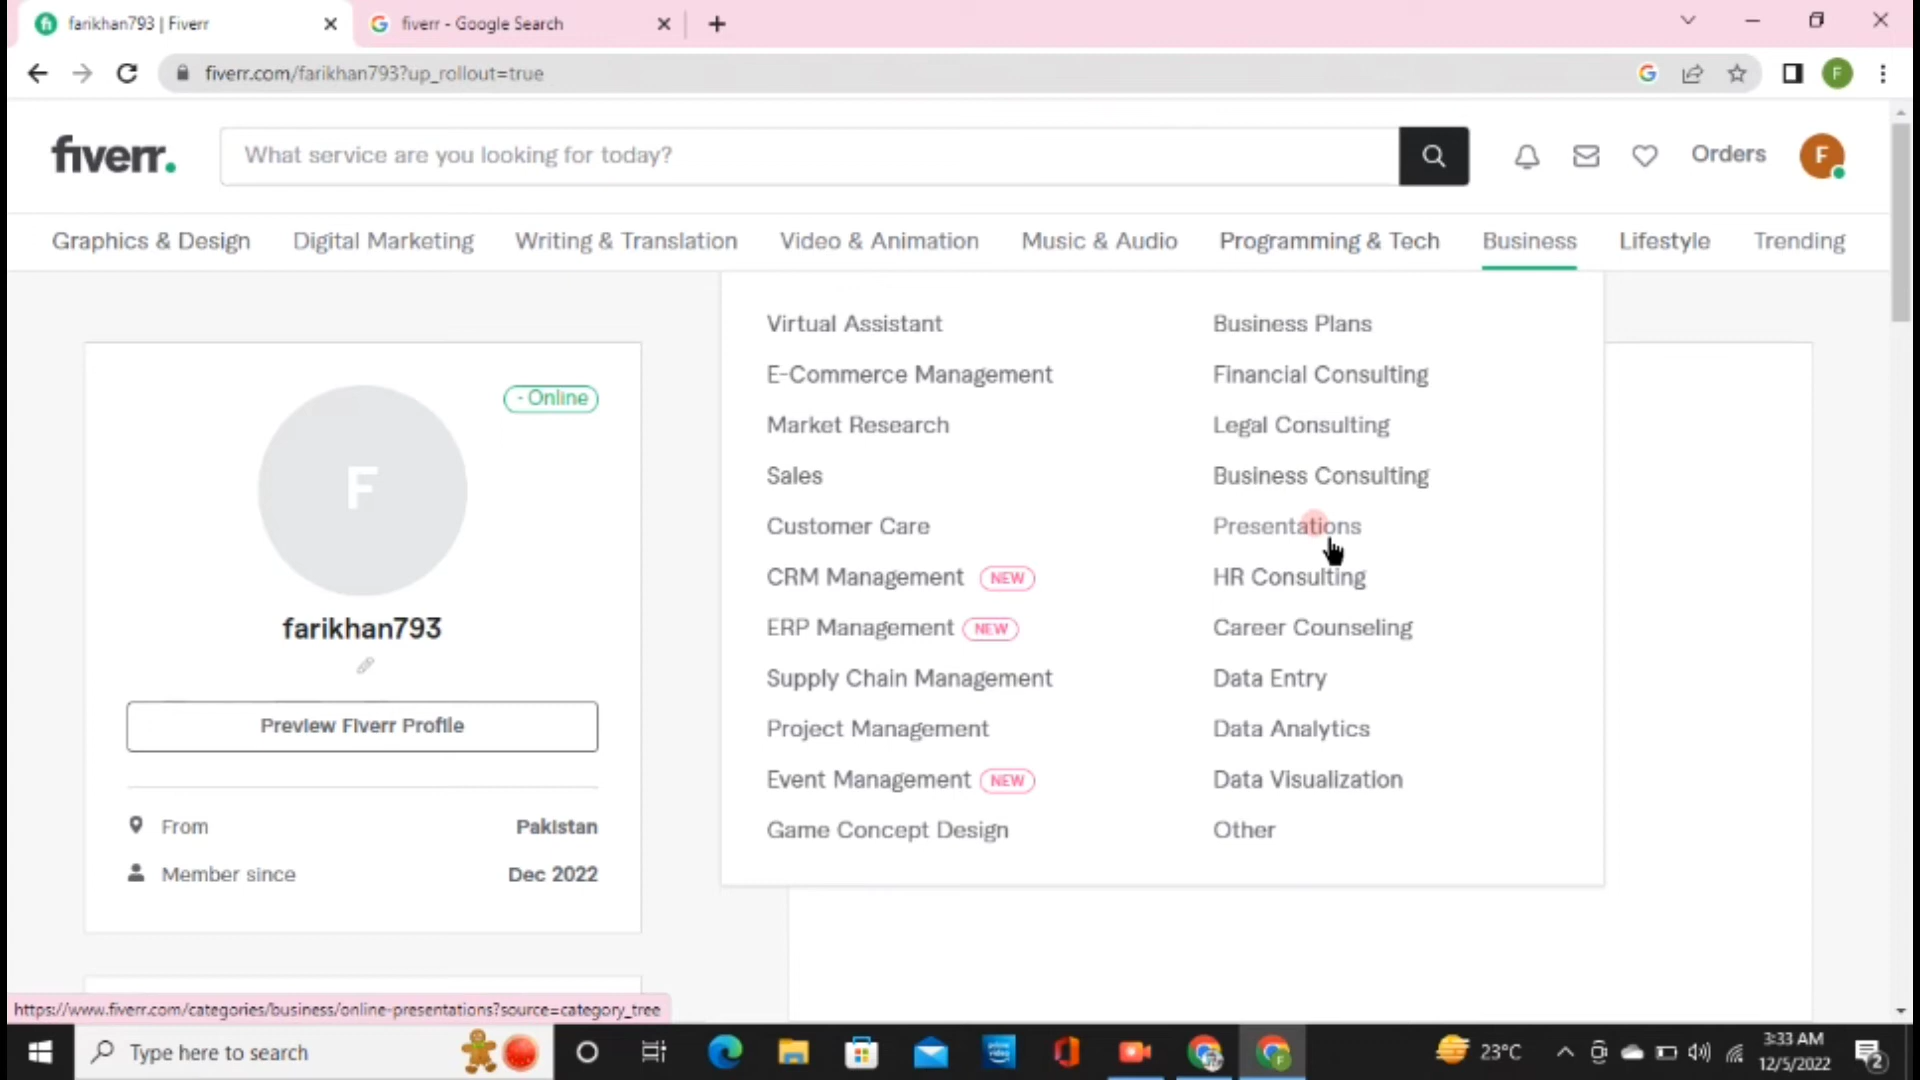 farikhan793 | Fiverr
fiverr - Google Search
fiverr.com/farikhan793?up_rollout=true
F
fiverr.
What service are you looking for today?
Orders
F
Graphics & Design
Digital Marketing
Writing & Translation
Video & Animation
Music & Audio
Programming & Tech
Business
Lifestyle
Trending
- Online
F
farikhan793
Preview Fiverr Profile
From
Pakistan
Member since
Dec 2022
Virtual Assistant
E-Commerce Management
Market Research
Sales
Customer Care
CRM Management NEW
ERP Management NEW
Supply Chain Management
Project Management
Event Management NEW
Game Concept Design
Business Plans
Financial Consulting
Legal Consulting
Business Consulting
Presentations
HR Consulting
Career Counseling
Data Entry
Data Analytics
Data Visualization
Other
https://www.fiverr.com/categories/business/online-presentations?source=category_tree
Type here to search
prime video
23°C
3:33 AM
12/5/2022
2